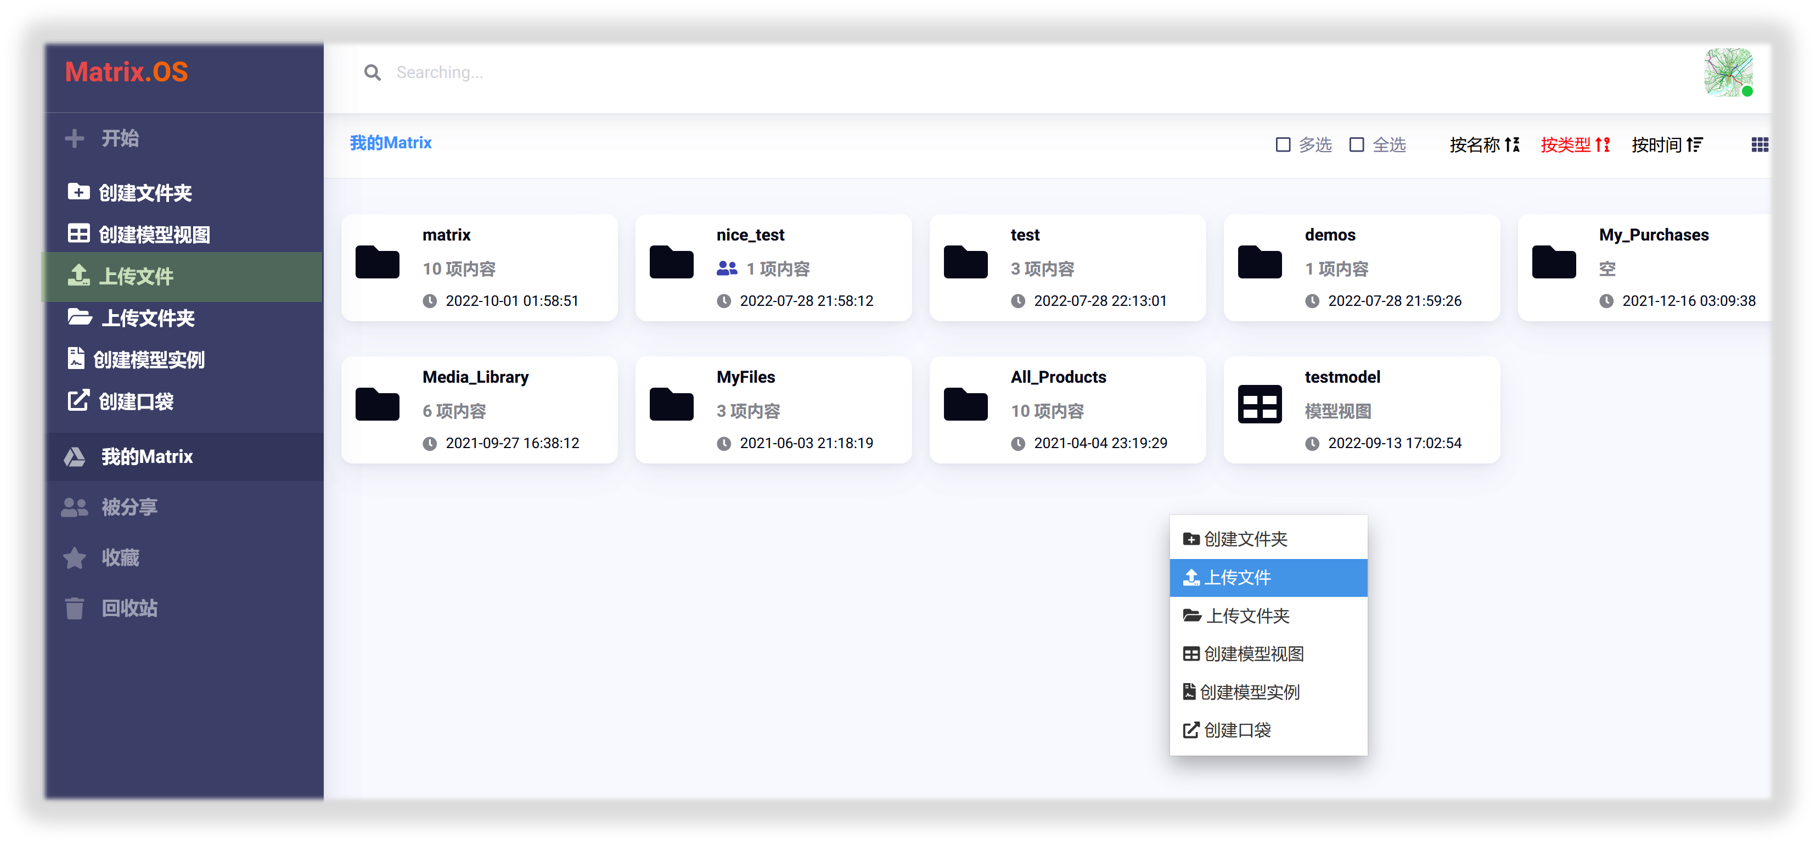 Matrix.OS
Searching...
开始
创建文件夹
创建模型视图
上传文件
上传文件夹
创建模型实例
创建口袋
我的Matrix
被分享
收藏
回收站
我的Matrix
多选 全选 按名称 按类型 按时间
matrix
10 项内容
2022-10-01 01:58:51
nice_test
1 项内容
2022-07-28 21:58:12
test
3 项内容
2022-07-28 22:13:01
demos
1 项内容
2022-07-28 21:59:26
My_Purchases
空
2021-12-16 03:09:38
Media_Library
6 项内容
2021-09-27 16:38:12
MyFiles
3 项内容
2021-06-03 21:18:19
All_Products
10 项内容
2021-04-04 23:19:29
testmodel
模型视图
2022-09-13 17:02:54
创建文件夹
上传文件
上传文件夹
创建模型视图
创建模型实例
创建口袋